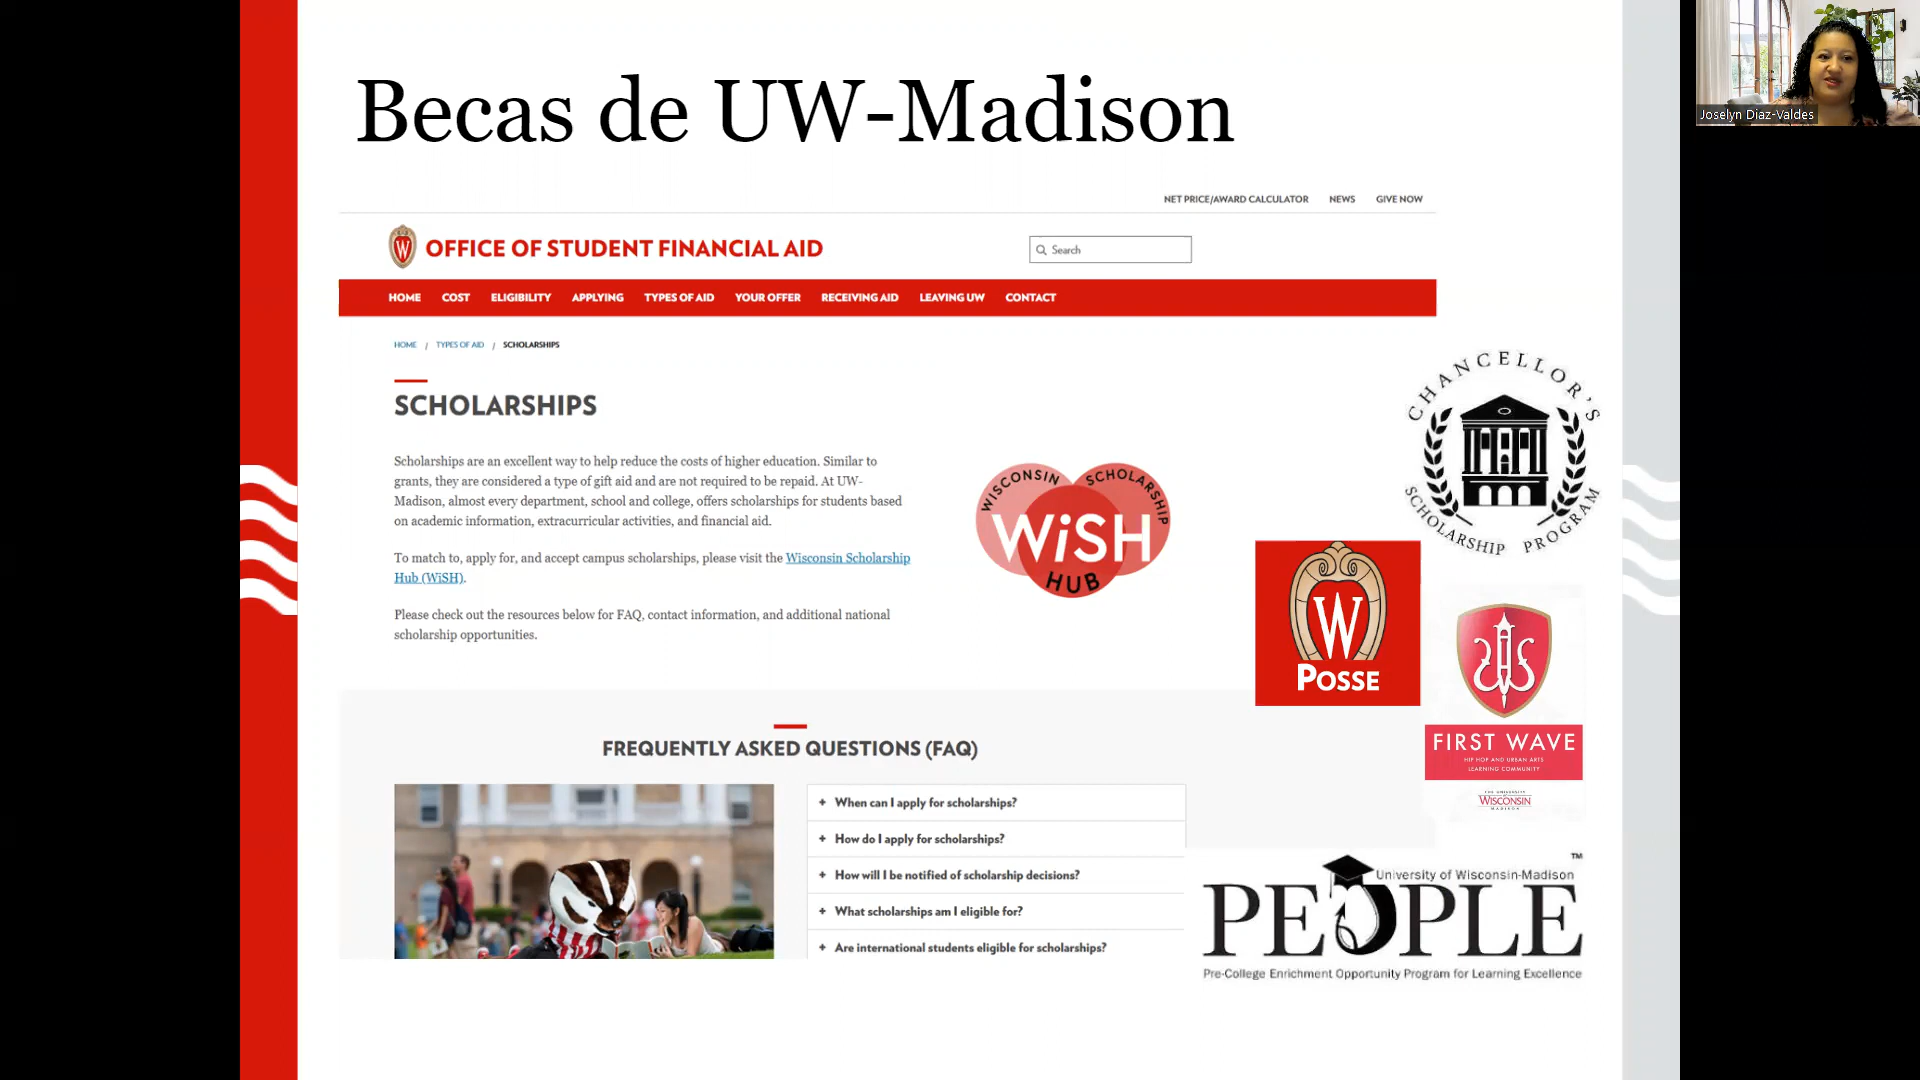 Becas de UW-Madison
Joselyn Diaz-Valdes
NET PRICE/AWARD CALCULATOR NEWS GIVE NOW
W OFFICE OF STUDENT FINANCIAL AID
Search
HOME COST ELIGIBILITY APPLYING TYPES OF AID YOUR OFFER RECEIVING AID LEAVING UW CONTACT
HOME / TYPES OF AID / SCHOLARSHIPS
SCHOLARSHIPS
Scholarships are an excellent way to help reduce the costs of higher education. Similar to
grants, they are considered a type of gift aid and are not required to be repaid. At UW-
Madison, almost every department, school and college, offers scholarships for students based
on academic information, extracurricular activities, and financial aid.
To match to, apply for, and accept campus scholarships, please visit the Wisconsin Scholarship
Hub (WiSH).
Please check out the resources below for FAQ, contact information, and additional national
scholarship opportunities.
WISCONSIN SCHOLARSHIP
WiSH
HUB
CHANCELLOR'S
SCHOLARSHIP PROGRAM
W
POSSE
FIRST WAVE
HIP HOP AND URBAN ARTS
LEARNING COMMUNITY
THE UNIVERSITY
WISCONSIN
MADISON
FREQUENTLY ASKED QUESTIONS (FAQ)
+ When can I apply for scholarships?
+ How do I apply for scholarships?
+ How will I be notified of scholarship decisions?
+ What scholarships am I eligible for?
+ Are international students eligible for scholarships?
University of Wisconsin-Madison TM
PEOPLE
Pre-College Enrichment Opportunity Program for Learning Excellence